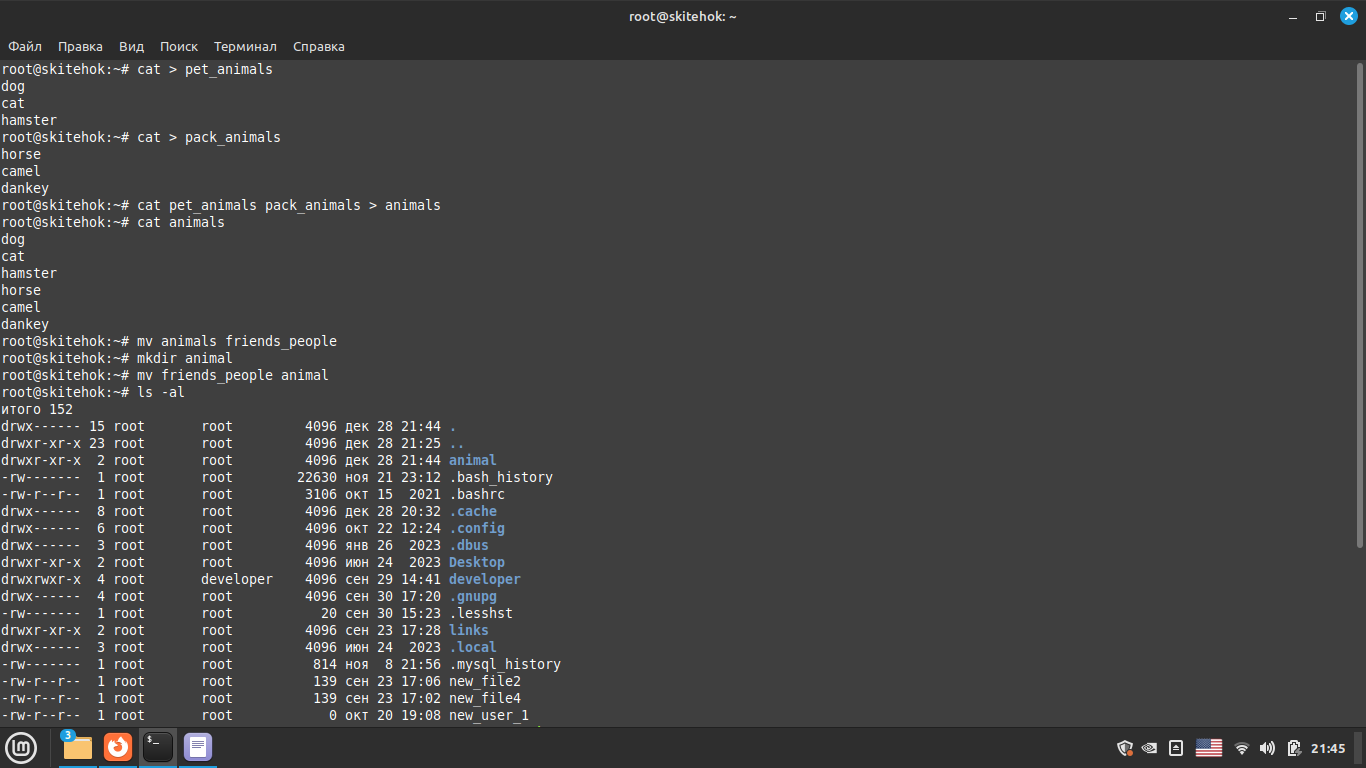 root@skitehok: ~
Файл Правка Вид Поиск Терминал Справка
root@skitehok:~# cat > pet_animals
dog
cat
hamster
root@skitehok:~# cat > pack_animals
horse
camel
dankey
root@skitehok:~# cat pet_animals pack_animals > animals
root@skitehok:~# cat animals
dog
cat
hamster
horse
camel
dankey
root@skitehok:~# mv animals friends_people
root@skitehok:~# mkdir animal
root@skitehok:~# mv friends_people animal
root@skitehok:~# ls -al
итого 152
drwx------ 15 root root 4096 дек 28 21:44 .
drwxr-xr-x 23 root root 4096 дек 28 21:25 ..
drwxr-xr-x 2 root root 4096 дек 28 21:44 animal
-rw------- 1 root root 22630 ноя 21 23:12 .bash_history
-rw-r--r-- 1 root root 3106 окт 15 2021 .bashrc
drwx------ 8 root root 4096 дек 28 20:32 .cache
drwx------ 6 root root 4096 окт 22 12:24 .config
drwx------ 3 root root 4096 янв 26 2023 .dbus
drwxr-xr-x 2 root root 4096 июн 24 2023 Desktop
drwxrwxr-x 4 root developer 4096 сен 29 14:41 developer
drwx------ 4 root root 4096 сен 30 17:20 .gnupg
-rw------- 1 root root 20 сен 30 15:23 .lesshst
drwxr-xr-x 2 root root 4096 сен 23 17:28 links
drwx------ 3 root root 4096 июн 24 2023 .local
-rw------- 1 root root 814 ноя 8 21:56 .mysql_history
-rw-r--r-- 1 root root 139 сен 23 17:06 new_file2
-rw-r--r-- 1 root root 139 сен 23 17:02 new_file4
-rw-r--r-- 1 root root 0 окт 20 19:08 new_user_1
3
$_
21:45